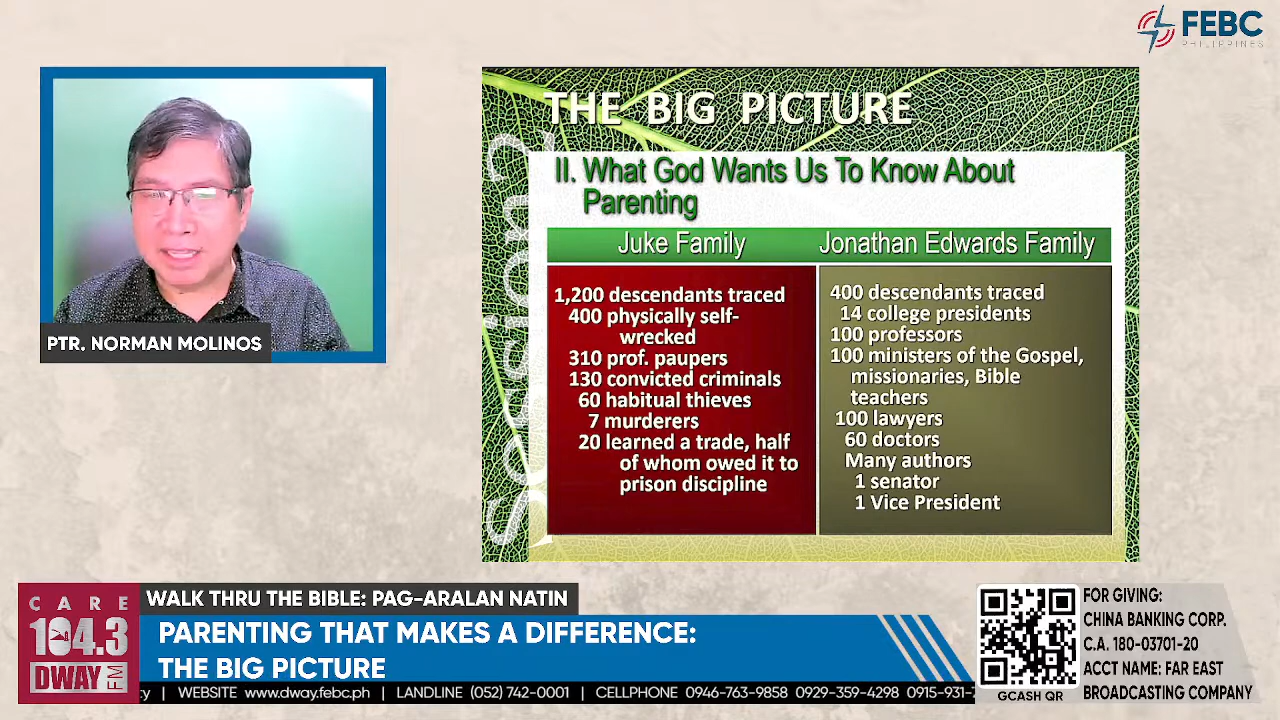 FEBC
PHILIPPINES
THE BIG PICTURE
II. What God Wants Us To Know About
Parenting
Session 2
Juke Family
1,200 descendants traced
400 physically self-
wrecked
310 prof. paupers
130 convicted criminals
60 habitual thieves
7 murderers
20 learned a trade, half
of whom owed it to
prison discipline
Jonathan Edwards Family
400 descendants traced
14 college presidents
100 professors
100 ministers of the Gospel,
missionaries, Bible
teachers
100 lawyers
60 doctors
Many authors
1 senator
1 Vice President
PTR. NORMAN MOLINOS
CARE
104.3
DWAY FM
WALK THRU THE BIBLE: PAG-ARALAN NATIN
PARENTING THAT MAKES A DIFFERENCE:
THE BIG PICTURE
| WEBSITE www.dway.febc.ph | LANDLINE (052) 742-0001 | CELLPHONE 0946-763-9858 0929-359-4298 0915-931-
GCASH QR
FOR GIVING:
CHINA BANKING CORP.
C.A. 180-03701-20
ACCT NAME: FAR EAST
BROADCASTING COMPANY